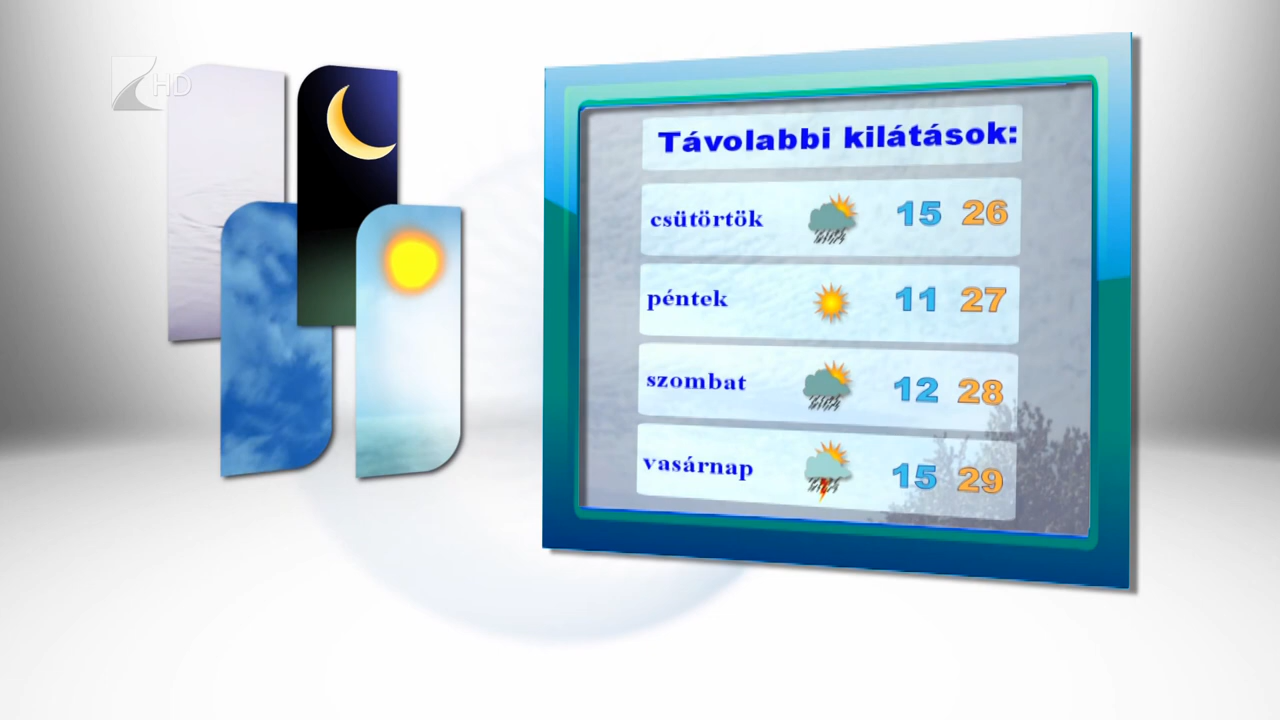 HD
Távolabbi kilátások:
csütörtök 15 26
péntek 11 27
szombat 12 28
vasárnap 15 29